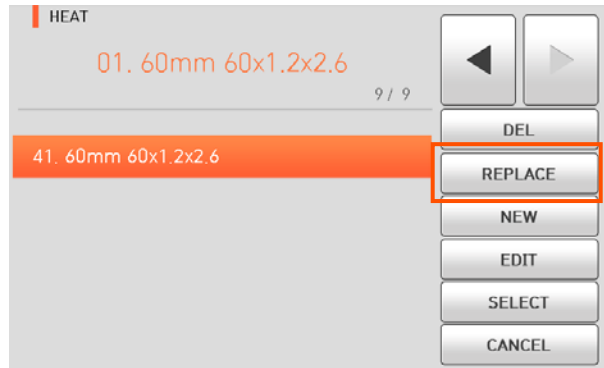 HEAT
01. 60mm 60x1.2x2.6
9/ 9
41. 60mm 60x1.2x2.6
DEL
REPLACE
NEW
EDIT
SELECT
CANCEL